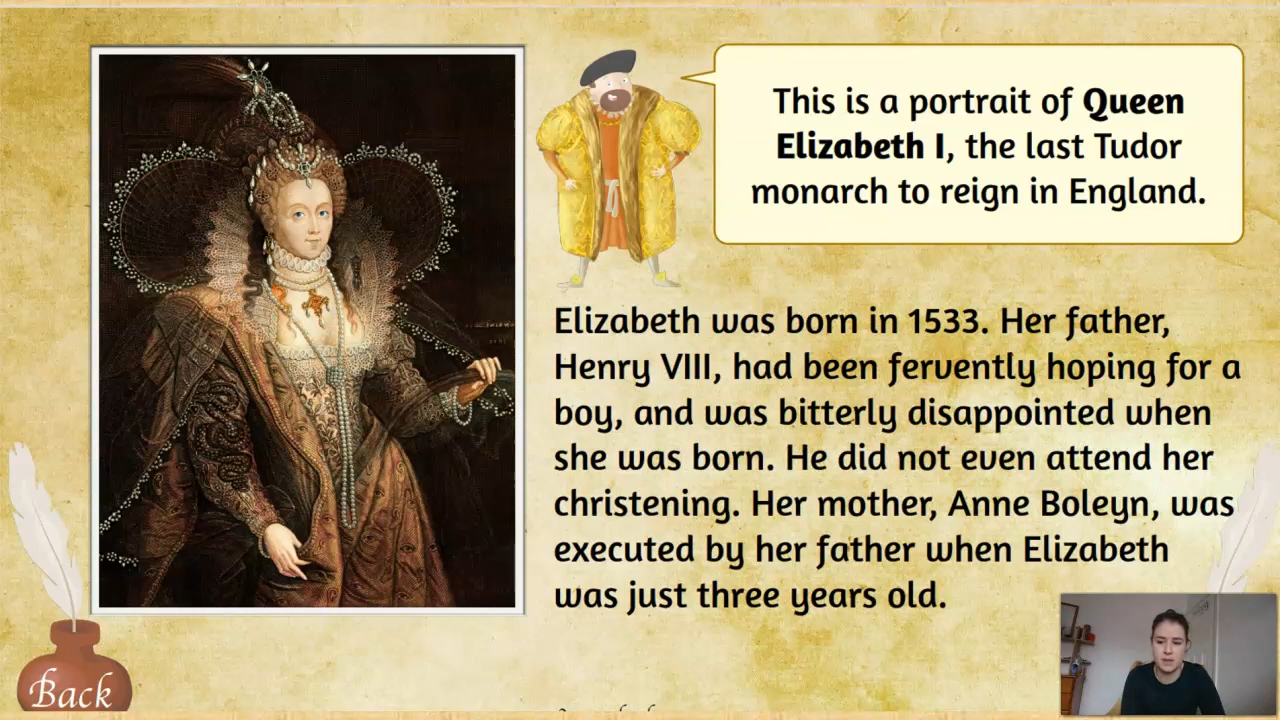 This is a portrait of Queen
Elizabeth I, the last Tudor
monarch to reign in England.
Elizabeth was born in 1533. Her father,
Henry VIII, had been fervently hoping for a
boy, and was bitterly disappointed when
she was born. He did not even attend her
christening. Her mother, Anne Boleyn, was
executed by her father when Elizabeth
was just three years old.
Back